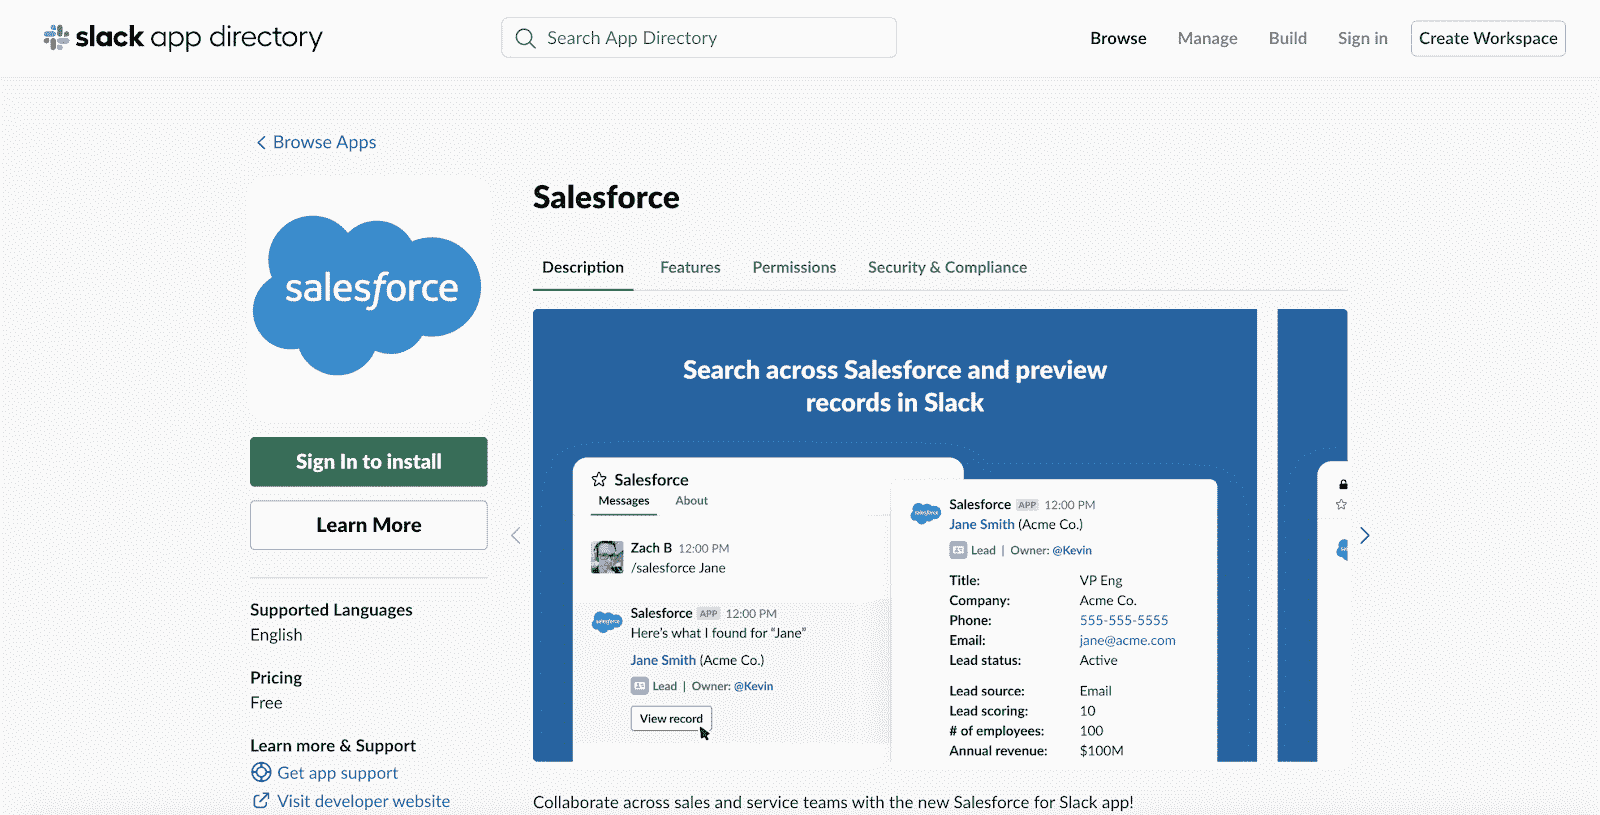 slack app directory
Search App Directory
Browse
Manage
Build
Sign in
Create Workspace
Browse Apps
salesforce
Sign In to install
Learn More
Supported Languages
English
Pricing
Free
Learn more & Support
Get app support
Visit developer website
Salesforce
Description
Features
Permissions
Security & Compliance
Search across Salesforce and preview
records in Slack
Salesforce
Messages
About
Zach B 12:00 PM
/salesforce Jane
salesforce
Salesforce APP 12:00 PM
Here's what I found for “Jane”
Jane Smith (Acme Co.)
Lead | Owner: @Kevin
View record
salesforce
Salesforce APP 12:00 PM
Jane Smith (Acme Co.)
Lead | Owner: @Kevin
Title: VP Eng
Company: Acme Co.
Phone: 555-555-5555
Email: jane@acme.com
Lead status: Active
Lead source: Email
Lead scoring: 10
# of employees: 100
Annual revenue: $100M
Collaborate across sales and service teams with the new Salesforce for Slack app!